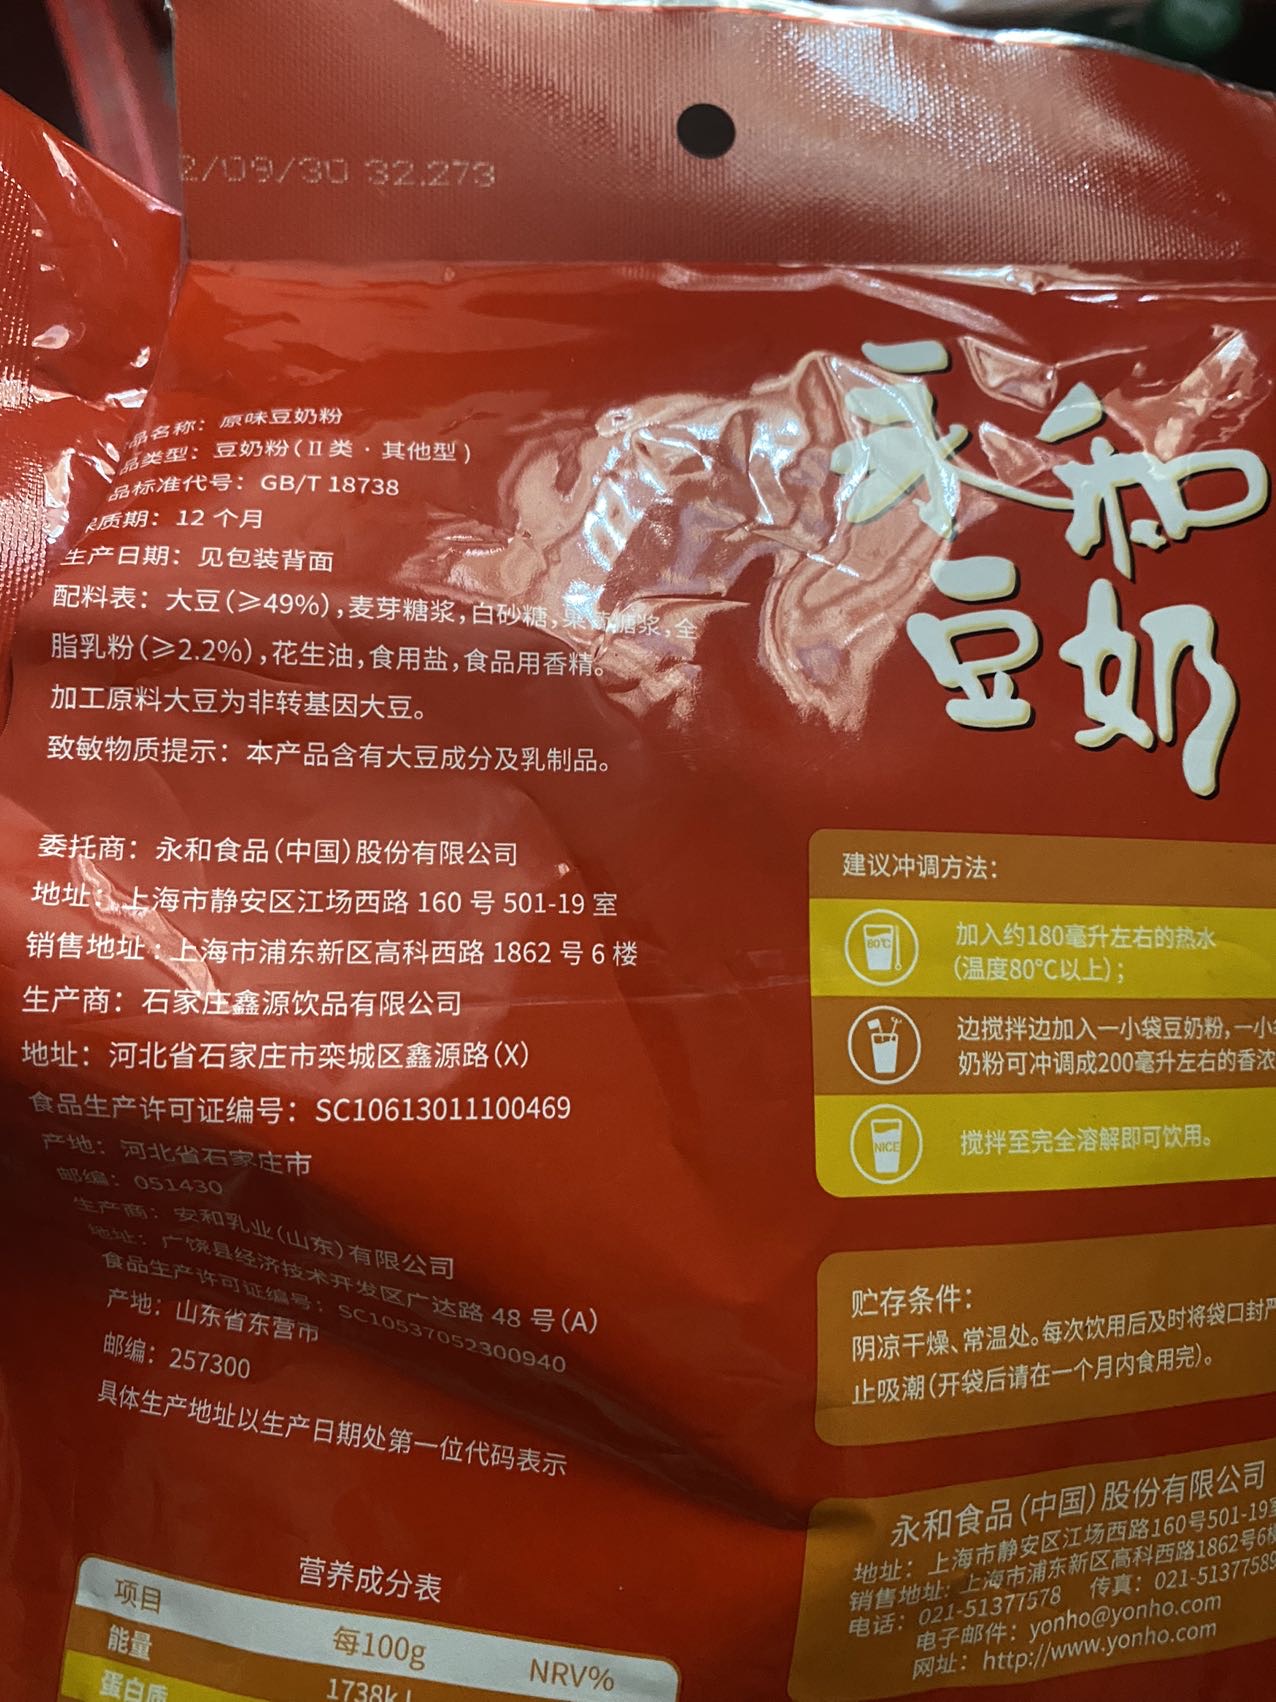 2/09/30 32.273
永和
豆奶
品名称：原味豆奶粉
品类型：豆奶粉(Ⅱ类·其他型)
品标准代号：GB/T 18738
质期：12 个月
生产日期：见包装背面
配料表：大豆(≥49%),麦芽糖浆,白砂糖,果葡糖浆,全
脂乳粉(≥2.2%),花生油,食用盐,食品用香精。
加工原料大豆为非转基因大豆。
致敏物质提示：本产品含有大豆成分及乳制品。
委托商：永和食品(中国)股份有限公司
地址：上海市静安区江场西路 160 号 501-19 室
销售地址：上海市浦东新区高科西路 1862 号 6 楼
生产商：石家庄鑫源饮品有限公司
地址：河北省石家庄市栾城区鑫源路(X)
食品生产许可证编号：SC10613011100469
产地：河北省石家庄市
邮编：051430
生产商：安和乳业(山东)有限公司
地址：广饶县经济技术开发区广达路 48 号(A)
食品生产许可证编号：SC10537052300940
产地：山东省东营市
邮编：257300
具体生产地址以生产日期处第一位代码表示
营养成分表
项目 每100g NRV%
能量 1738kJ
蛋白质
建议冲调方法：
80℃
加入约180毫升左右的热水
(温度80℃以上)；
边搅拌边加入一小袋豆奶粉,一小
奶粉可冲调成200毫升左右的香浓
NICE
搅拌至完全溶解即可饮用。
贮存条件：
阴凉干燥、常温处。每次饮用后及时将袋口封严
止吸潮(开袋后请在一个月内食用完)。
永和食品(中国)股份有限公司
地址：上海市静安区江场西路160号501-19室
销售地址：上海市浦东新区高科西路1862号6楼
电话：021-51377578 传真：021-51377589
电子邮件：yonho@yonho.com
网址：http://www.yonho.com